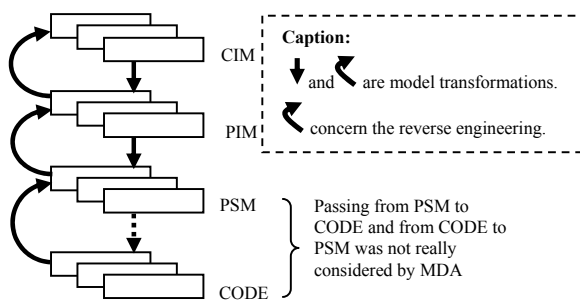 CIM
PIM
PSM
CODE
Caption:
and are model transformations.
concern the reverse engineering.
Passing from PSM to
CODE and from CODE to
PSM was not really
considered by MDA